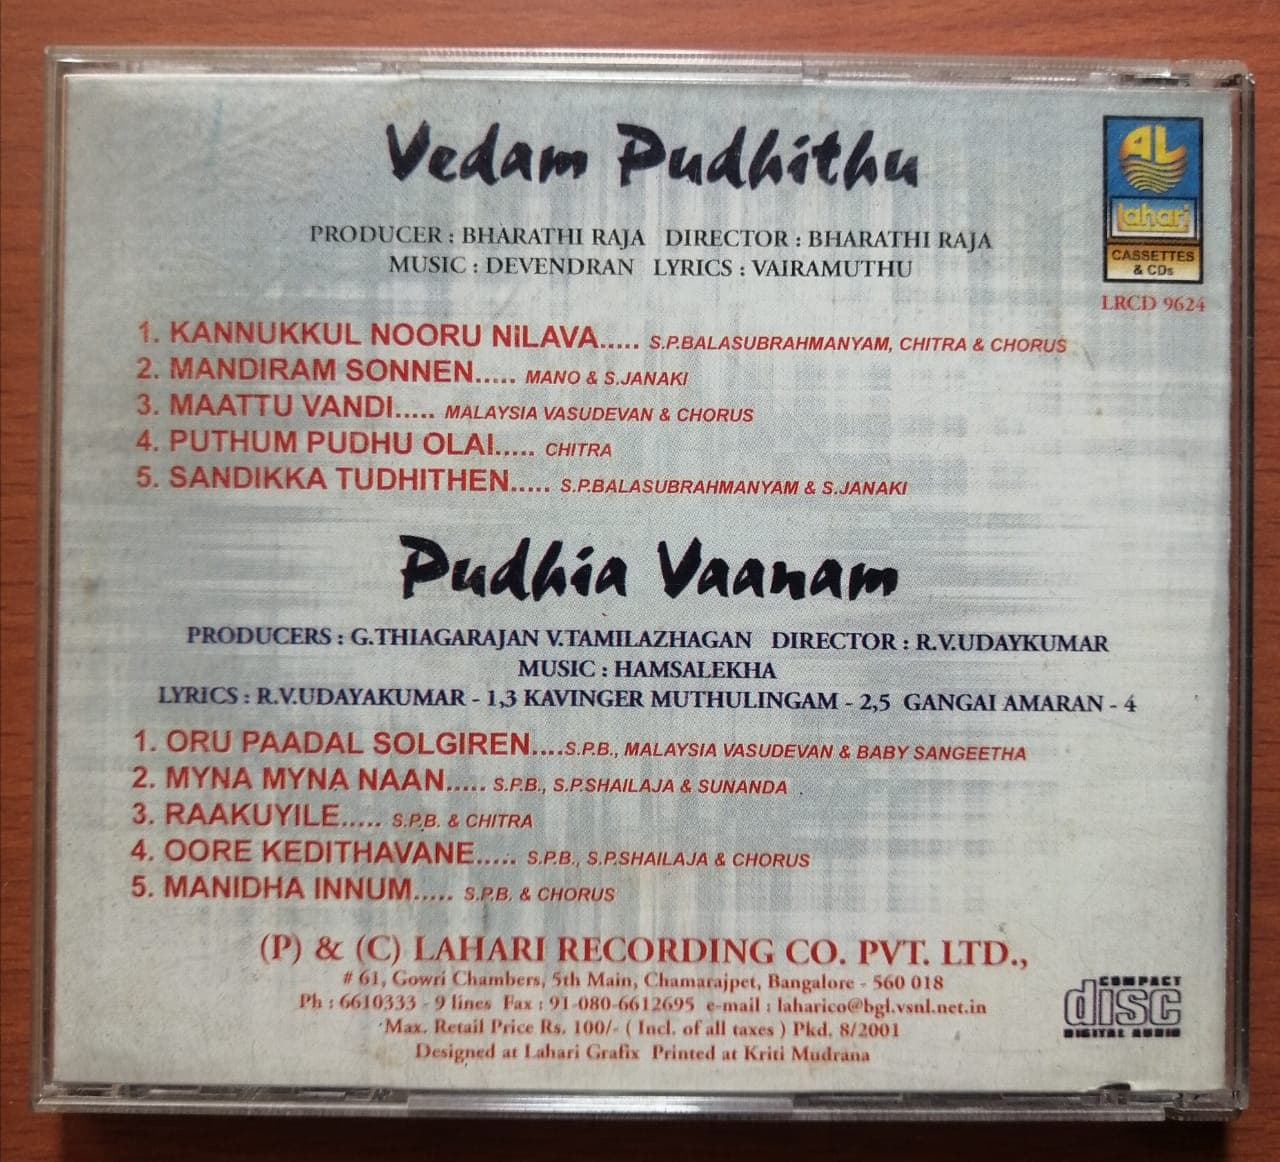 Vedam Pudhithu
AL
lahari
CASSETTES
& CDs
LRCD 9624
PRODUCER : BHARATHI RAJA DIRECTOR : BHARATHI RAJA
MUSIC : DEVENDRAN LYRICS : VAIRAMUTHU
1. KANNUKKUL NOORU NiLAVA..... S.P.BALASUBRAHMANYAM, CHITRA & CHORUS
2. MANDIRAM SONNEN..... MANO & S.JANAKI
3. MAATTU VANDI..... MALAYSIA VASUDEVAN & CHORUS
4. PUTHUM PUDHU OLAI..... CHITRA
5. SANDIKKA TUDHITHEN..... S.P.BALASUBRAHMANYAM & S.JANAKI
Pudhia Vaanam
PRODUCERS : G.THIAGARAJAN V.TAMILAZHAGAN DIRECTOR : R.V.UDAYKUMAR
MUSIC : HAMSALEKHA
LYRICS : R.V.UDAYAKUMAR - 1,3 KAVINGER MUTHULINGAM - 2,5 GANGAI AMARAN - 4
1. ORU PAADAL SOLGIREN....S.P.B., MALAYSIA VASUDEVAN & BABY SANGEETHA
2. MYNA MYNA NAAN..... S.P.B., S.P.SHAILAJA & SUNANDA
3. RAAKUYILE..... S.P.B. & CHITRA
4. OORE KEDITHAVANE..... S.P.B., S.P.SHAILAJA & CHORUS
5. MANIDHA INNUM..... S.P.B. & CHORUS
(P) & (C) LAHARI RECORDING CO. PVT. LTD.,
# 61, Gowri Chambers, 5th Main, Chamarajpet, Bangalore - 560 018
Ph : 6610333 - 9 lines Fax : 91-080-6612695 e-mail : laharico@bgl.vsnl.net.in
Max. Retail Price Rs. 100/- ( Incl. of all taxes ) Pkd. 8/2001
Designed at Lahari Grafix Printed at Kriti Mudrana
COMPACT
disc
DIGITAL AUDIO